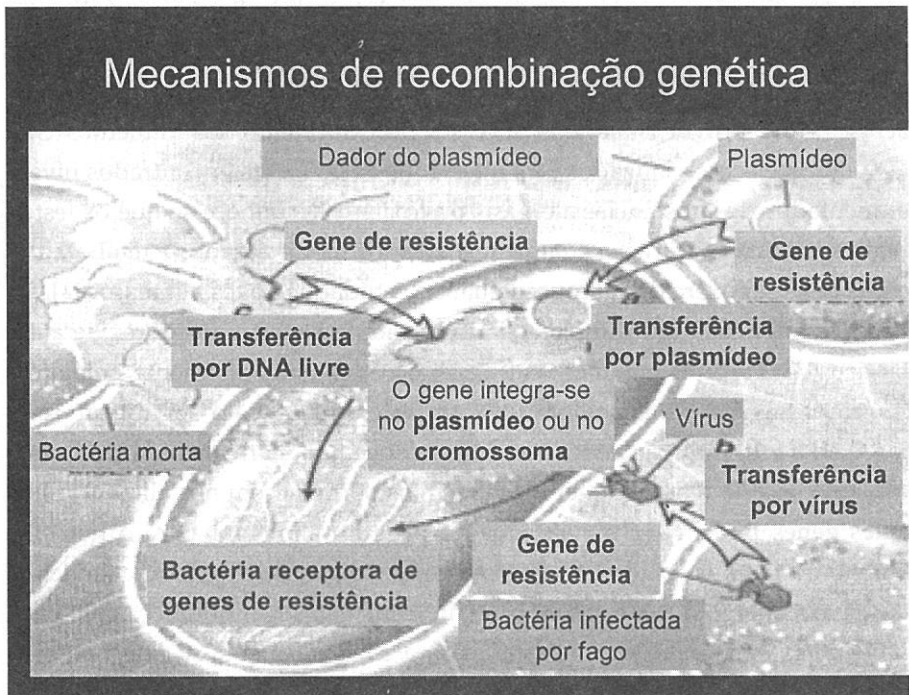 Mecanismos de recombinação genética
Dador do plasmídeo
Plasmídeo
Gene de resistência
Gene de
resistência
Transferência
por DNA livre
Transferência
por plasmídeo
O gene integra-se
no plasmídeo ou no
cromossoma
Vírus
Bactéria morta
Transferência
por vírus
Gene de
resistência
Bactéria receptora de
genes de resistência
Bactéria infectada
por fago